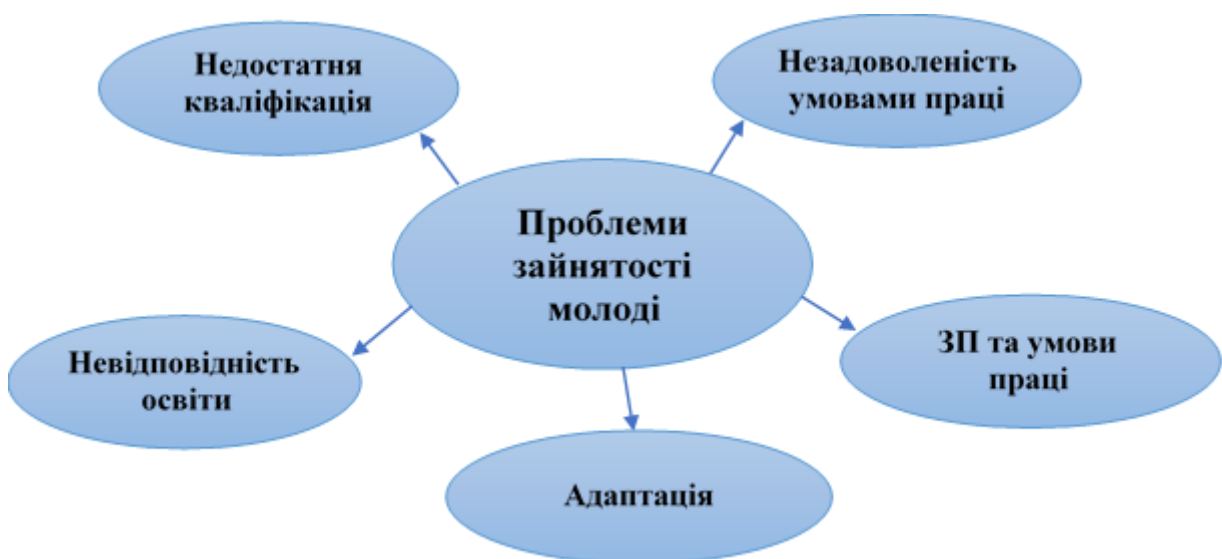 Недостатня
кваліфікація
Незадоволеність
умовами праці
Проблеми
зайнятості
молоді
Невідповідність
освіти
ЗП та умови
праці
Адаптація